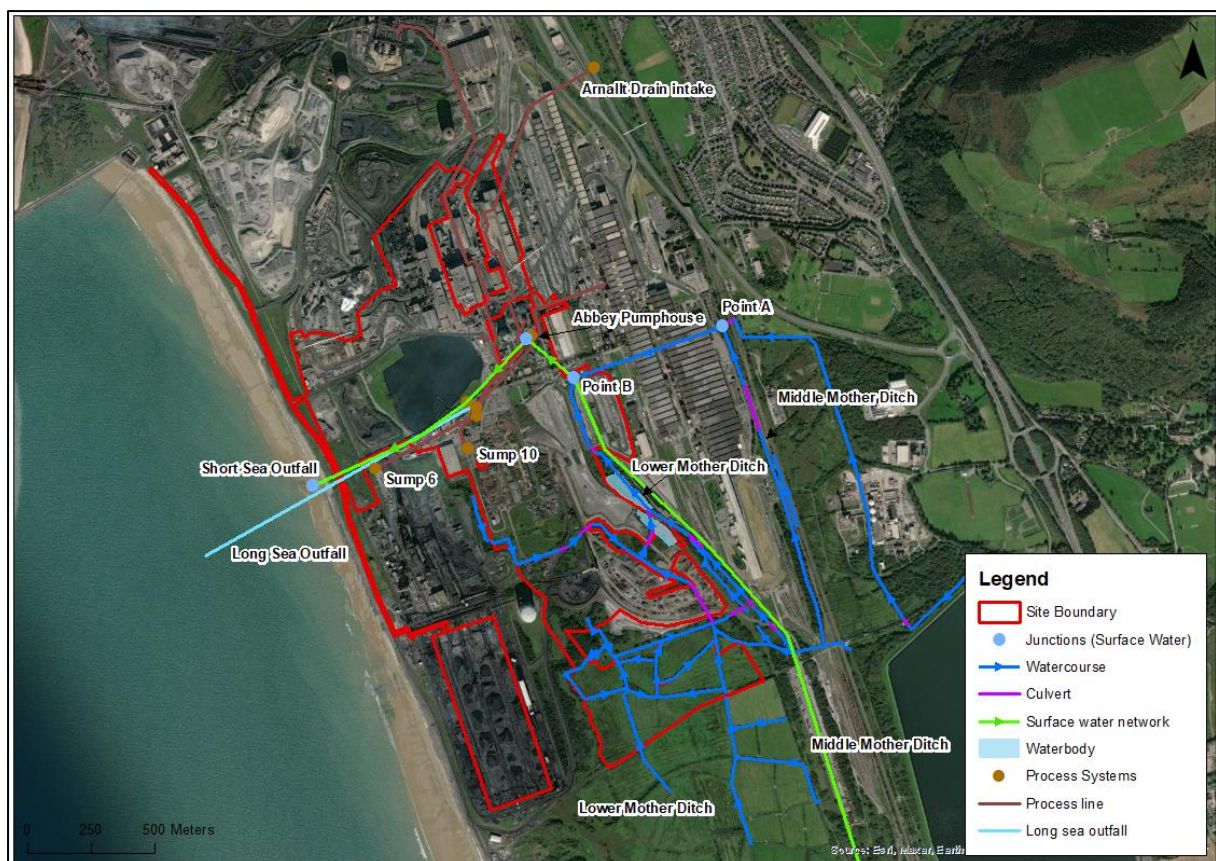 Arnallt Drain intake
Point A
Abbey Pumphouse
Point B
Middle Mother Ditch
Sump 10
Lower Mother Ditch
Short Sea Outfall
Sump 6
Long Sea Outfall
Middle Mother Ditch
Lower Mother Ditch
Legend
Site Boundary
Junctions (Surface Water)
Watercourse
Culvert
Surface water network
Waterbody
Process Systems
Process line
Long sea outfall
0 250 500 Meters
Source: Esri, Maxar, Earth